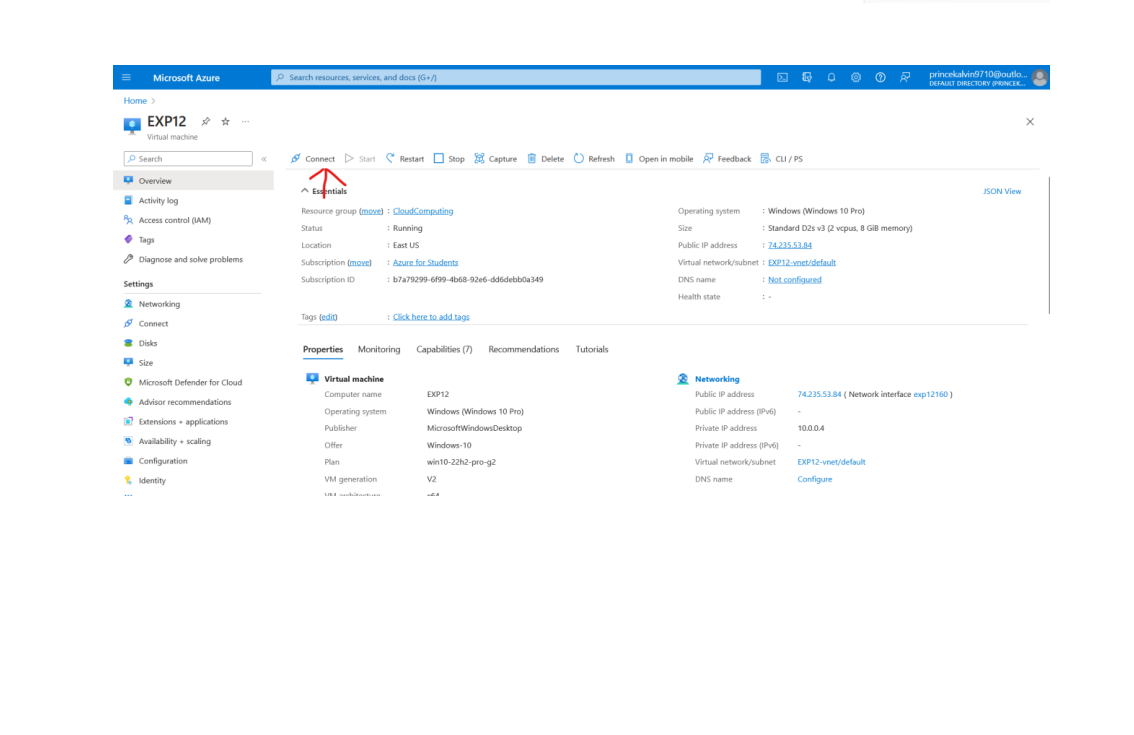 Microsoft Azure
Search resources, services, and docs (G+/)
princekalvin9710@outlo...
DEFAULT DIRECTORY (PRINCEK...
Home >
EXP12 ...
Virtual machine
Search «
Connect Start Restart Stop Capture Delete Refresh Open in mobile Feedback CLI / PS
Overview
Activity log
Access control (IAM)
Tags
Diagnose and solve problems
Settings
Networking
Connect
Disks
Size
Microsoft Defender for Cloud
Advisor recommendations
Extensions + applications
Availability + scaling
Configuration
Identity
Essentials
JSON View
Resource group (move) : CloudComputing
Status : Running
Location : East US
Subscription (move) : Azure for Students
Subscription ID : b7a79299-6f99-4b68-92e6-dd6debb0a349
Operating system : Windows (Windows 10 Pro)
Size : Standard D2s v3 (2 vcpus, 8 GiB memory)
Public IP address : 74.235.53.84
Virtual network/subnet : EXP12-vnet/default
DNS name : Not configured
Health state : -
Tags (edit) : Click here to add tags
Properties Monitoring Capabilities (7) Recommendations Tutorials
Virtual machine
Computer name EXP12
Operating system Windows (Windows 10 Pro)
Publisher MicrosoftWindowsDesktop
Offer Windows-10
Plan win10-22h2-pro-g2
VM generation V2
VM architecture x64
Networking
Public IP address 74.235.53.84 ( Network interface exp12160 )
Public IP address (IPv6) -
Private IP address 10.0.0.4
Private IP address (IPv6) -
Virtual network/subnet EXP12-vnet/default
DNS name Configure